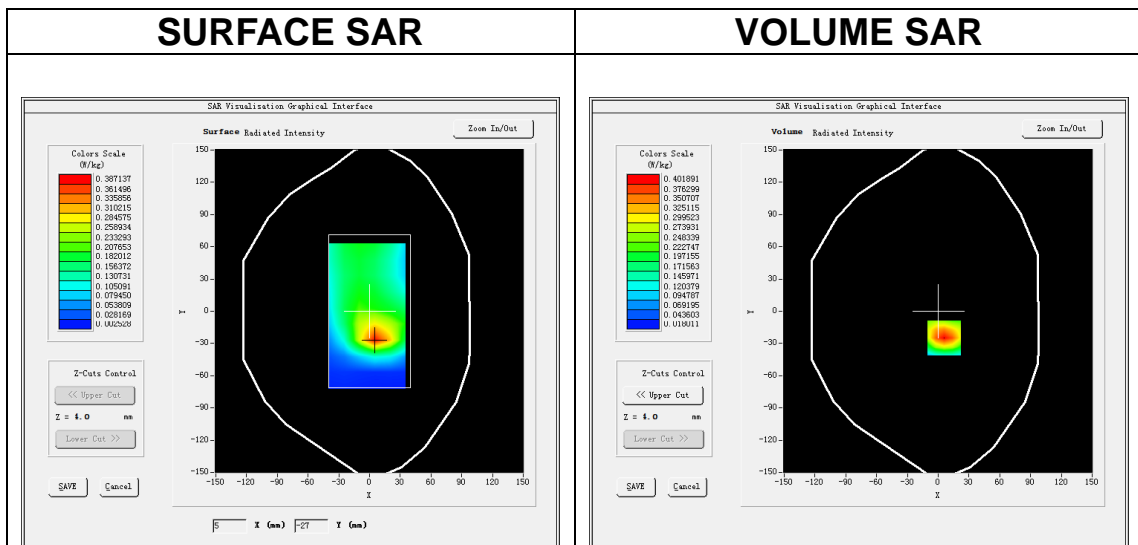 SURFACE SAR
VOLUME SAR
SAR Visualisation Graphical Interface
Surface Radiated Intensity
Zoom In/Out
Colors Scale
(W/kg)
0.387137
0.361496
0.335856
0.310215
0.284575
0.258934
0.233293
0.207653
0.182012
0.156372
0.130731
0.105091
0.079450
0.053809
0.028169
0.002528
150
120
90
60
30
0
-30
-60
-90
-120
-150
Y
-150 -120 -90 -60 -30 0 30 60 90 120 150
X
Z-Cuts Control
<< Upper Cut
Z = 4.0 mm
Lower Cut >>
SAVE Cancel
5 X (mm) -27 Y (mm)
SAR Visualisation Graphical Interface
Volume Radiated Intensity
Zoom In/Out
Colors Scale
(W/kg)
0.401891
0.376299
0.350707
0.325115
0.299523
0.273931
0.248339
0.222747
0.197155
0.171563
0.145971
0.120379
0.094787
0.069195
0.043603
0.018011
150
120
90
60
30
0
-30
-60
-90
-120
-150
Y
-150 -120 -90 -60 -30 0 30 60 90 120 150
X
Z-Cuts Control
<< Upper Cut
Z = 4.0 mm
Lower Cut >>
SAVE Cancel